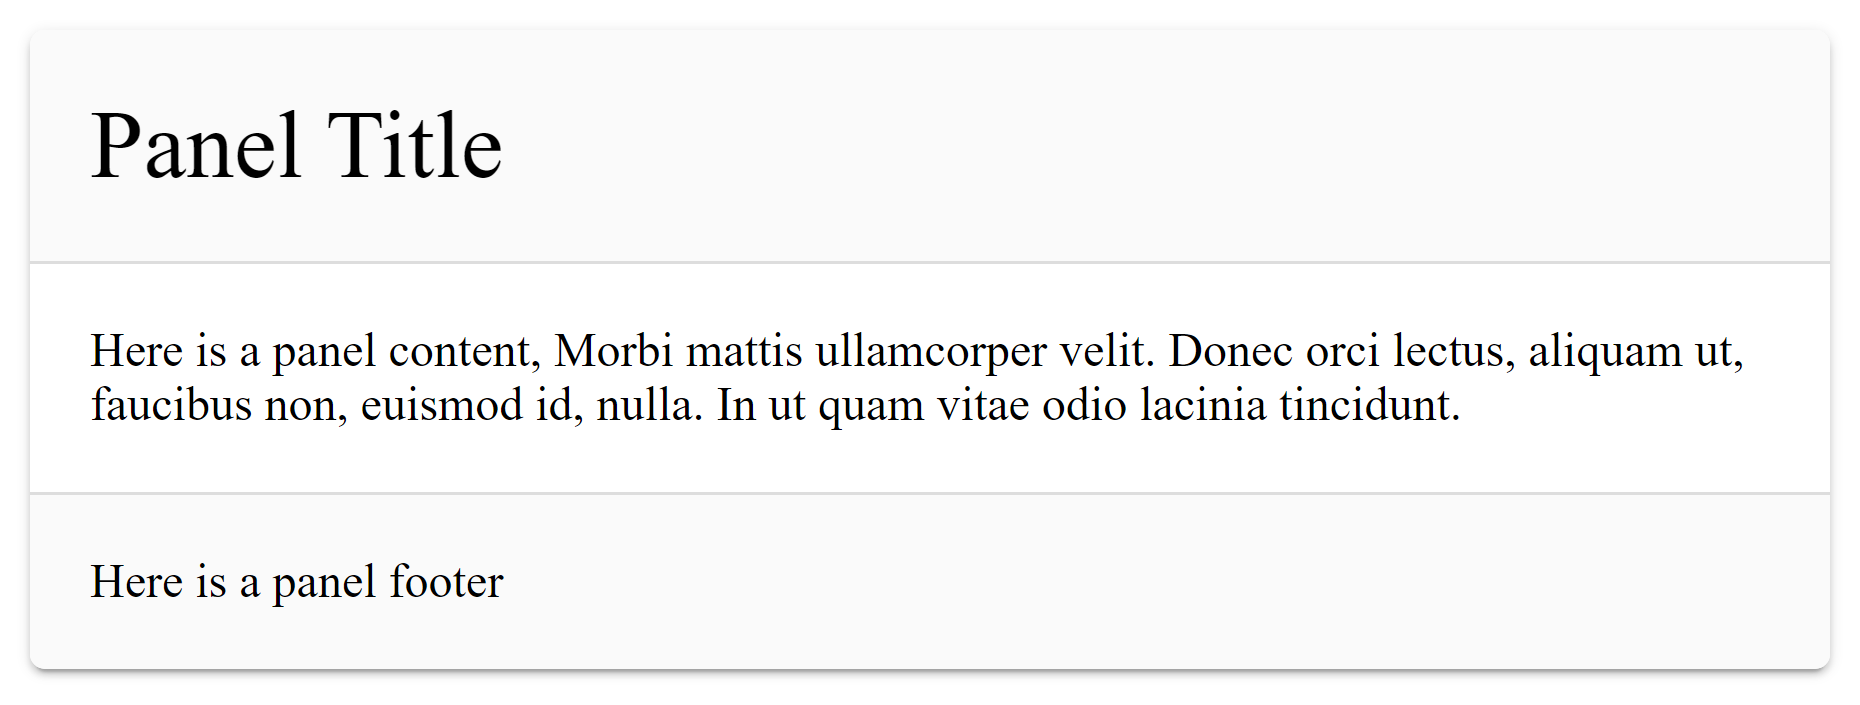 Panel Title
Here is a panel content, Morbi mattis ullamcorper velit. Donec orci lectus, aliquam ut,
faucibus non, euismod id, nulla. In ut quam vitae odio lacinia tincidunt.
Here is a panel footer